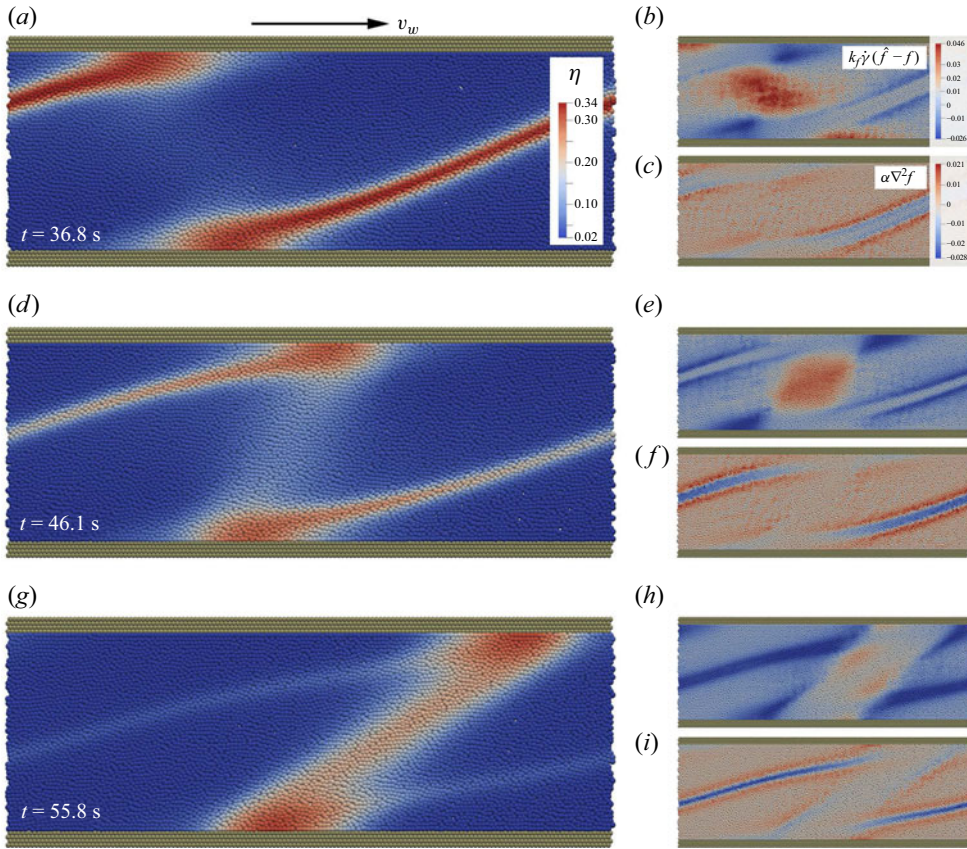 (a)
v_w
η
0.34
0.30
0.20
0.10
0.02
t = 36.8 s
(b)
k_f γ̇ (f̂ − f)
0.046
0.03
0.02
0.01
0
−0.01
−0.026
(c)
α∇²f
0.021
0.01
0
−0.01
−0.028
(d)
t = 46.1 s
(e)
(f)
(g)
t = 55.8 s
(h)
(i)